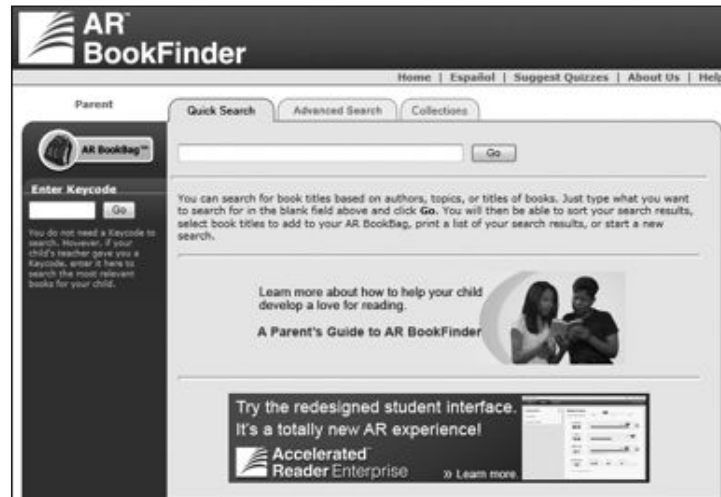 AR™
BookFinder
Home | Español | Suggest Quizzes | About Us | Help
Parent
Quick Search
Advanced Search
Collections
AR BookBag™
Go
Enter Keycode
Go
You do not need a Keycode to
search. However, if your
child's teacher gave you a
Keycode, enter it here to
search the most relevant
books for your child.
You can search for book titles based on authors, topics, or titles of books. Just type what you want
to search for in the blank field above and click Go. You will then be able to sort your search results,
select book titles to add to your AR BookBag, print a list of your search results, or start a new
search.
Learn more about how to help your child
develop a love for reading.
A Parent's Guide to AR BookFinder
Try the redesigned student interface.
It's a totally new AR experience!
Accelerated™
Reader Enterprise
» Learn more.